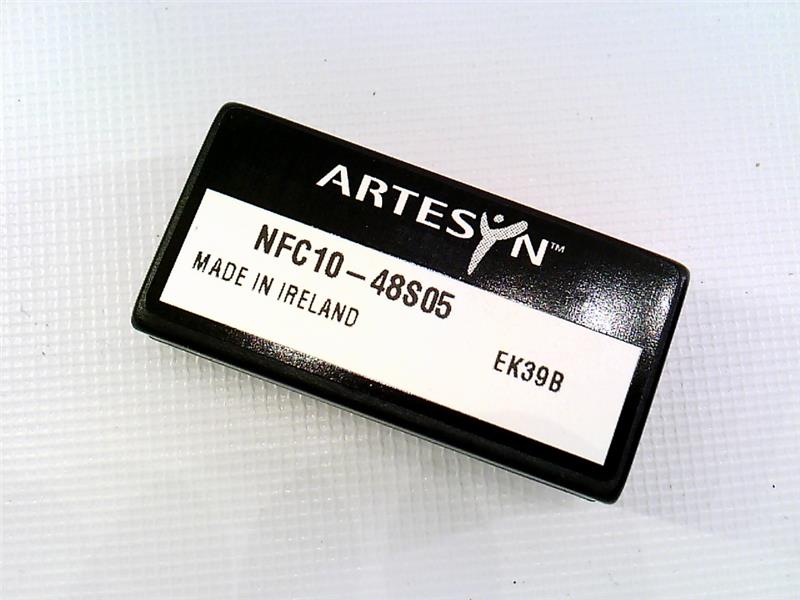 ARTESYN™
NFC10-48S05
MADE IN IRELAND
EK39B